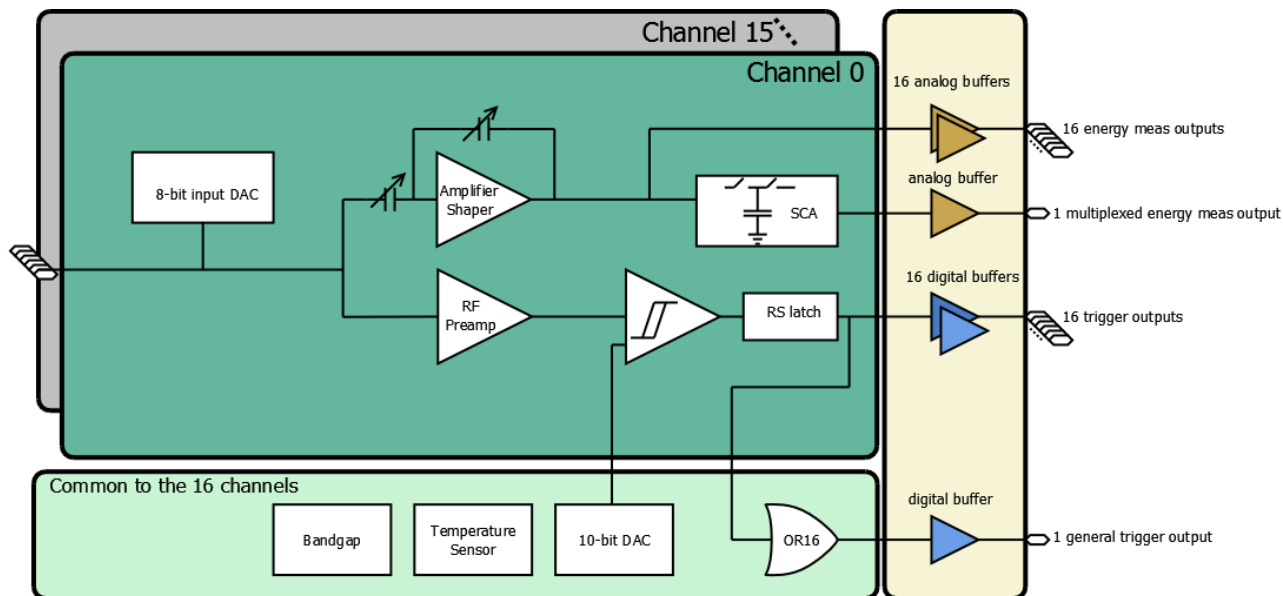 Channel 15
Channel 0
16 analog buffers
16 energy meas outputs
8-bit input DAC
Amplifier
Shaper
analog buffer
SCA
1 multiplexed energy meas output
16 digital buffers
RF
Preamp
RS latch
16 trigger outputs
Common to the 16 channels
digital buffer
Bandgap
Temperature
Sensor
10-bit DAC
OR16
1 general trigger output